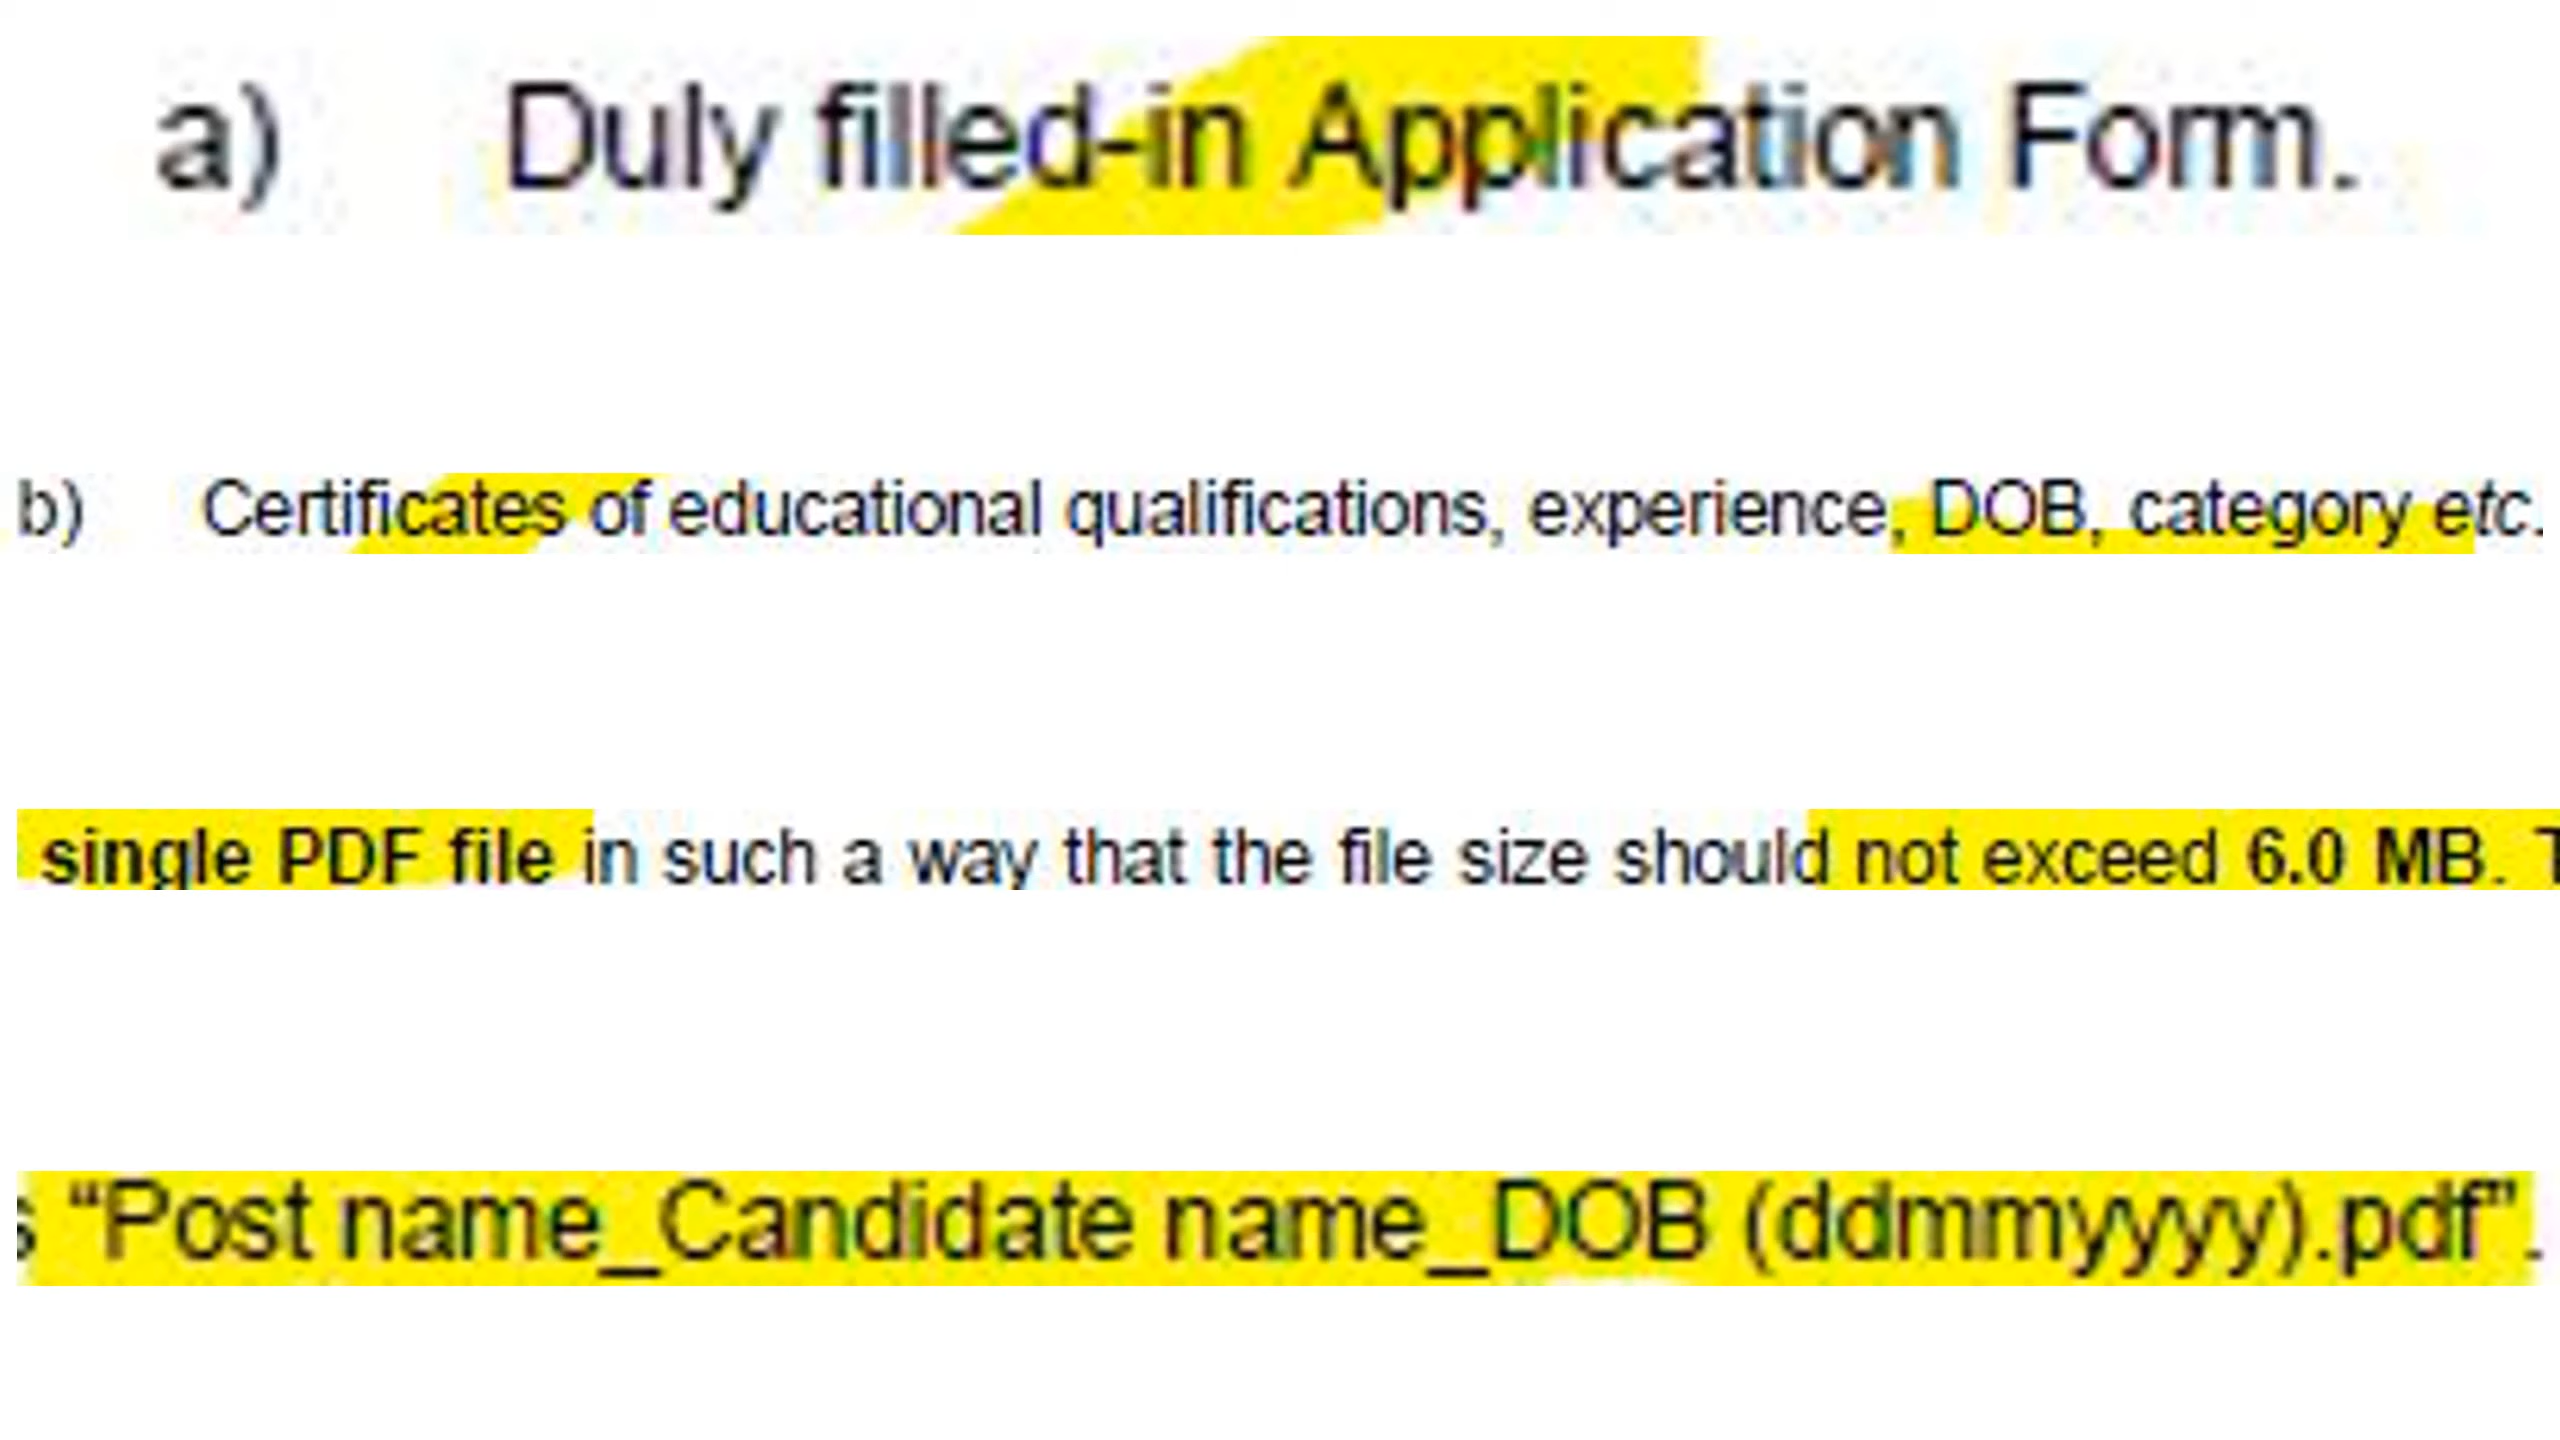 a) Duly filled-in Application Form.
b) Certificates of educational qualifications, experience, DOB, category etc.
single PDF file in such a way that the file size should not exceed 6.0 MB. T
s “Post name_Candidate name_DOB (ddmmyyyy).pdf”.